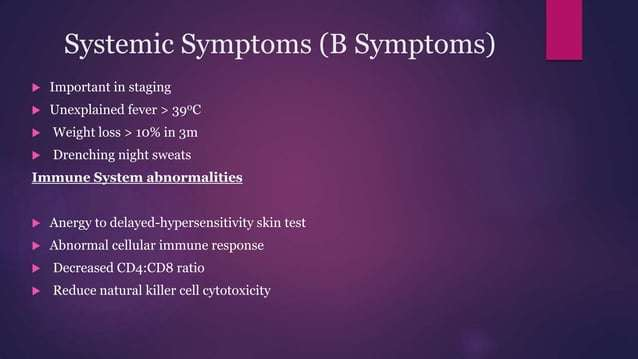 Systemic Symptoms (B Symptoms)
Important in staging
Unexplained fever > 39ºC
Weight loss > 10% in 3m
Drenching night sweats
Immune System abnormalities
Anergy to delayed-hypersensitivity skin test
Abnormal cellular immune response
Decreased CD4:CD8 ratio
Reduce natural killer cell cytotoxicity